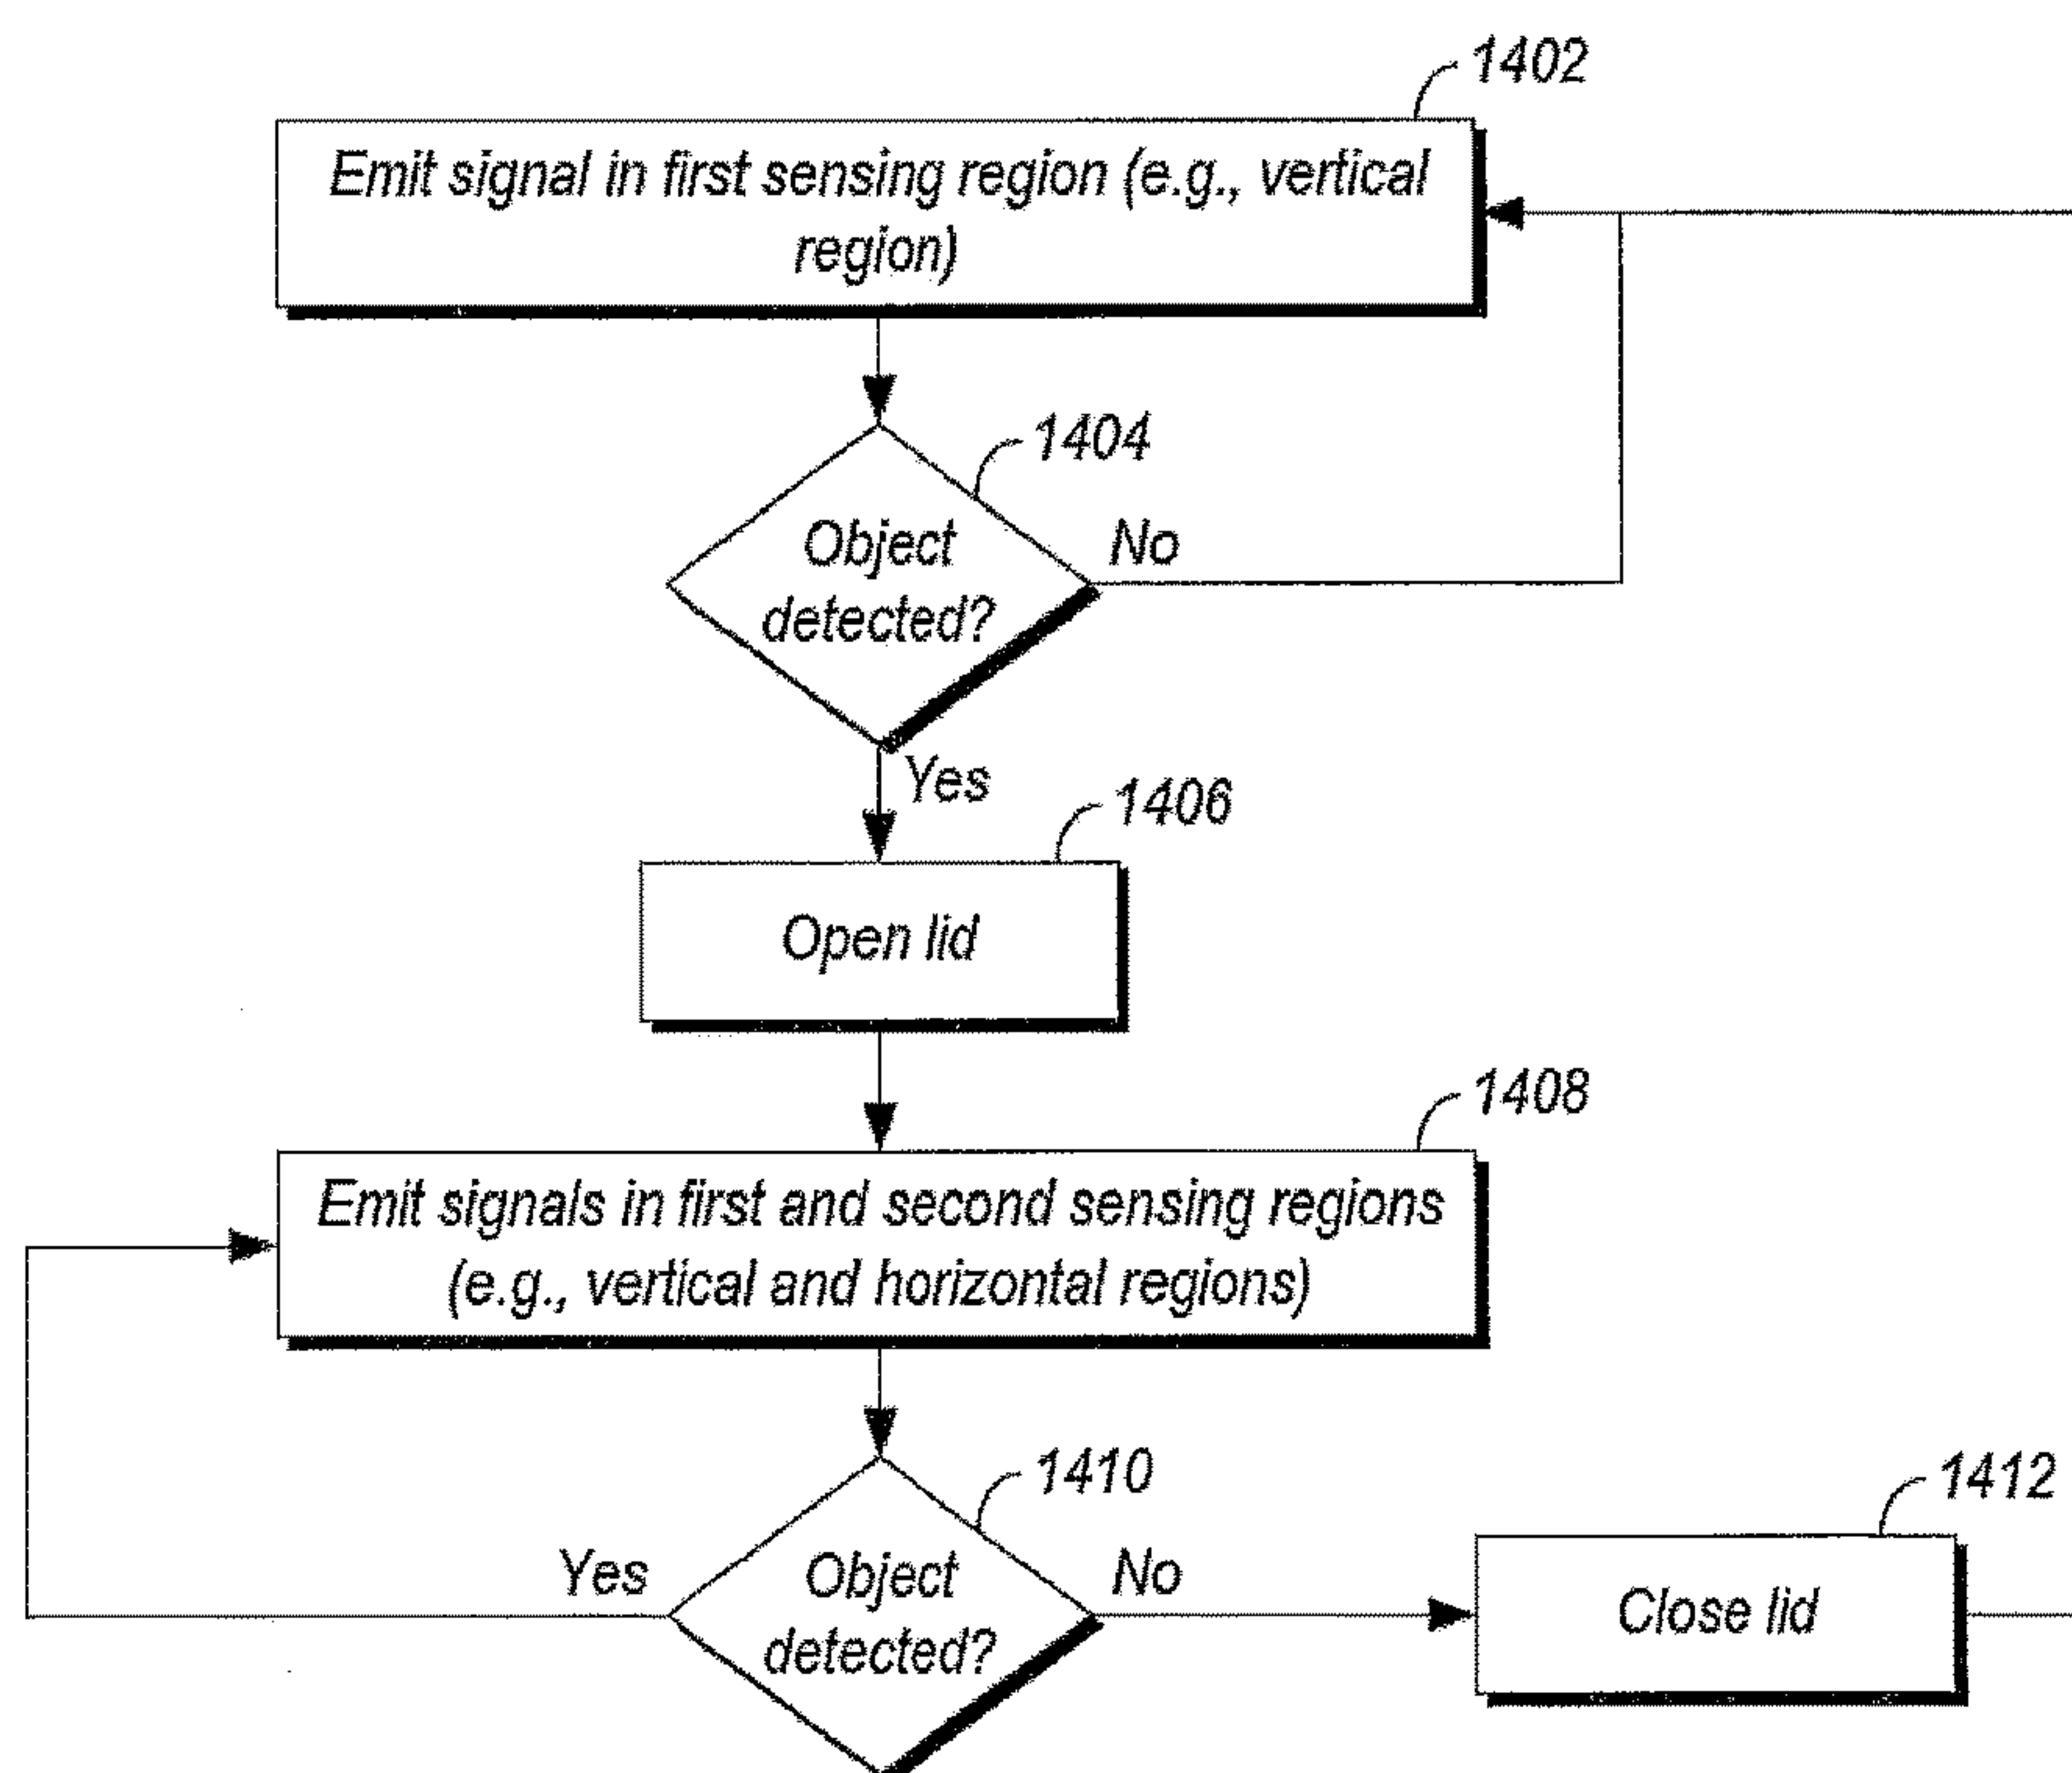 1402
Emit signal in first sensing region (e.g., vertical
region)
1404
Object
detected?
No
Yes
1406
Open lid
1408
Emit signals in first and second sensing regions
(e.g., vertical and horizontal regions)
1410
Object
detected?
Yes
No
1412
Close lid